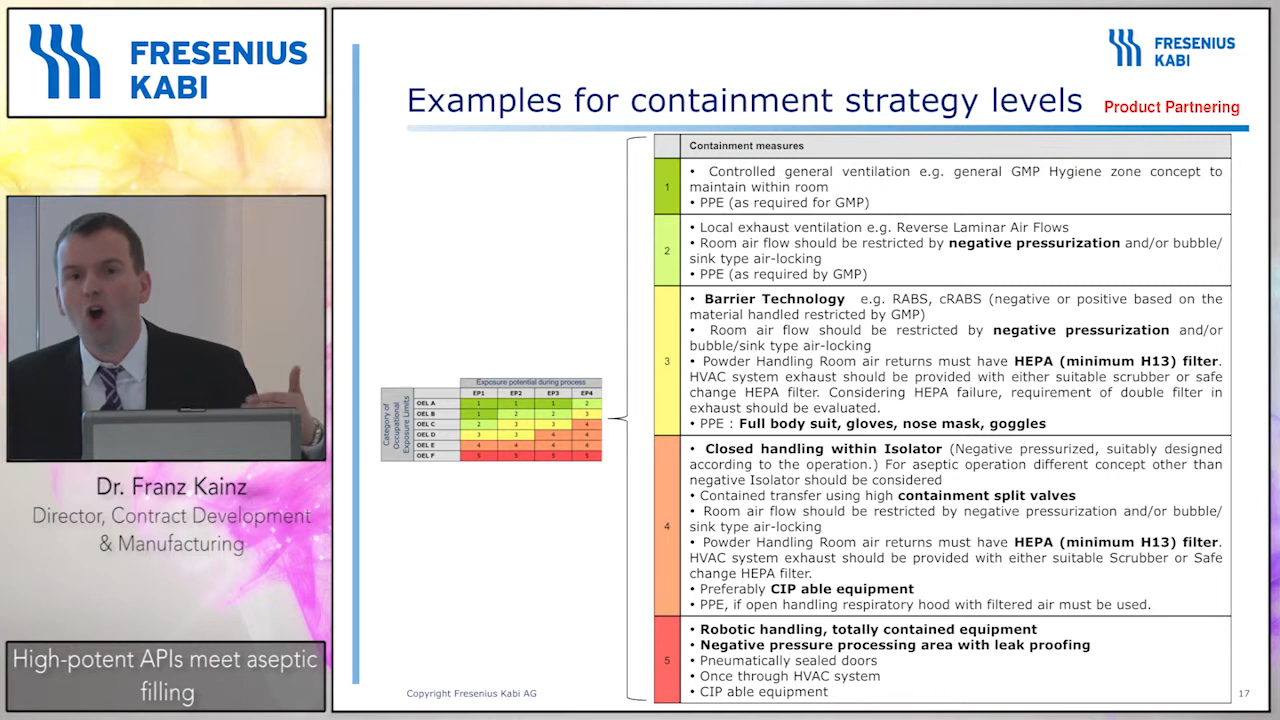 FRESENIUS
KABI
Dr. Franz Kainz
Director, Contract Development
& Manufacturing
High-potent APIs meet aseptic
filling
FRESENIUS
KABI
Examples for containment strategy levels
Product Partnering
Exposure potential during process
EP1 EP2 EP3 EP4
Category of
Occupational
Exposure Limits
OEL A 1 1 1 2
OEL B 1 2 2 3
OEL C 2 3 3 4
OEL D 3 3 4 4
OEL E 4 4 4 4
OEL F 5 5 5 5
Containment measures
1
• Controlled general ventilation e.g. general GMP Hygiene zone concept to
maintain within room
• PPE (as required for GMP)
2
• Local exhaust ventilation e.g. Reverse Laminar Air Flows
• Room air flow should be restricted by negative pressurization and/or bubble/
sink type air-locking
• PPE (as required by GMP)
3
• Barrier Technology e.g. RABS, cRABS (negative or positive based on the
material handled restricted by GMP)
• Room air flow should be restricted by negative pressurization and/or
bubble/sink type air-locking
• Powder Handling Room air returns must have HEPA (minimum H13) filter.
HVAC system exhaust should be provided with either suitable scrubber or safe
change HEPA filter. Considering HEPA failure, requirement of double filter in
exhaust should be evaluated.
• PPE : Full body suit, gloves, nose mask, goggles
4
• Closed handling within Isolator (Negative pressurized, suitably designed
according to the operation.) For aseptic operation different concept other than
negative Isolator should be considered
• Contained transfer using high containment split valves
• Room air flow should be restricted by negative pressurization and/or bubble/
sink type air-locking
• Powder Handling Room air returns must have HEPA (minimum H13) filter.
HVAC system exhaust should be provided with either suitable Scrubber or Safe
change HEPA filter.
• Preferably CIP able equipment
• PPE, if open handling respiratory hood with filtered air must be used.
5
• Robotic handling, totally contained equipment
• Negative pressure processing area with leak proofing
• Pneumatically sealed doors
• Once through HVAC system
• CIP able equipment
Copyright Fresenius Kabi AG
17